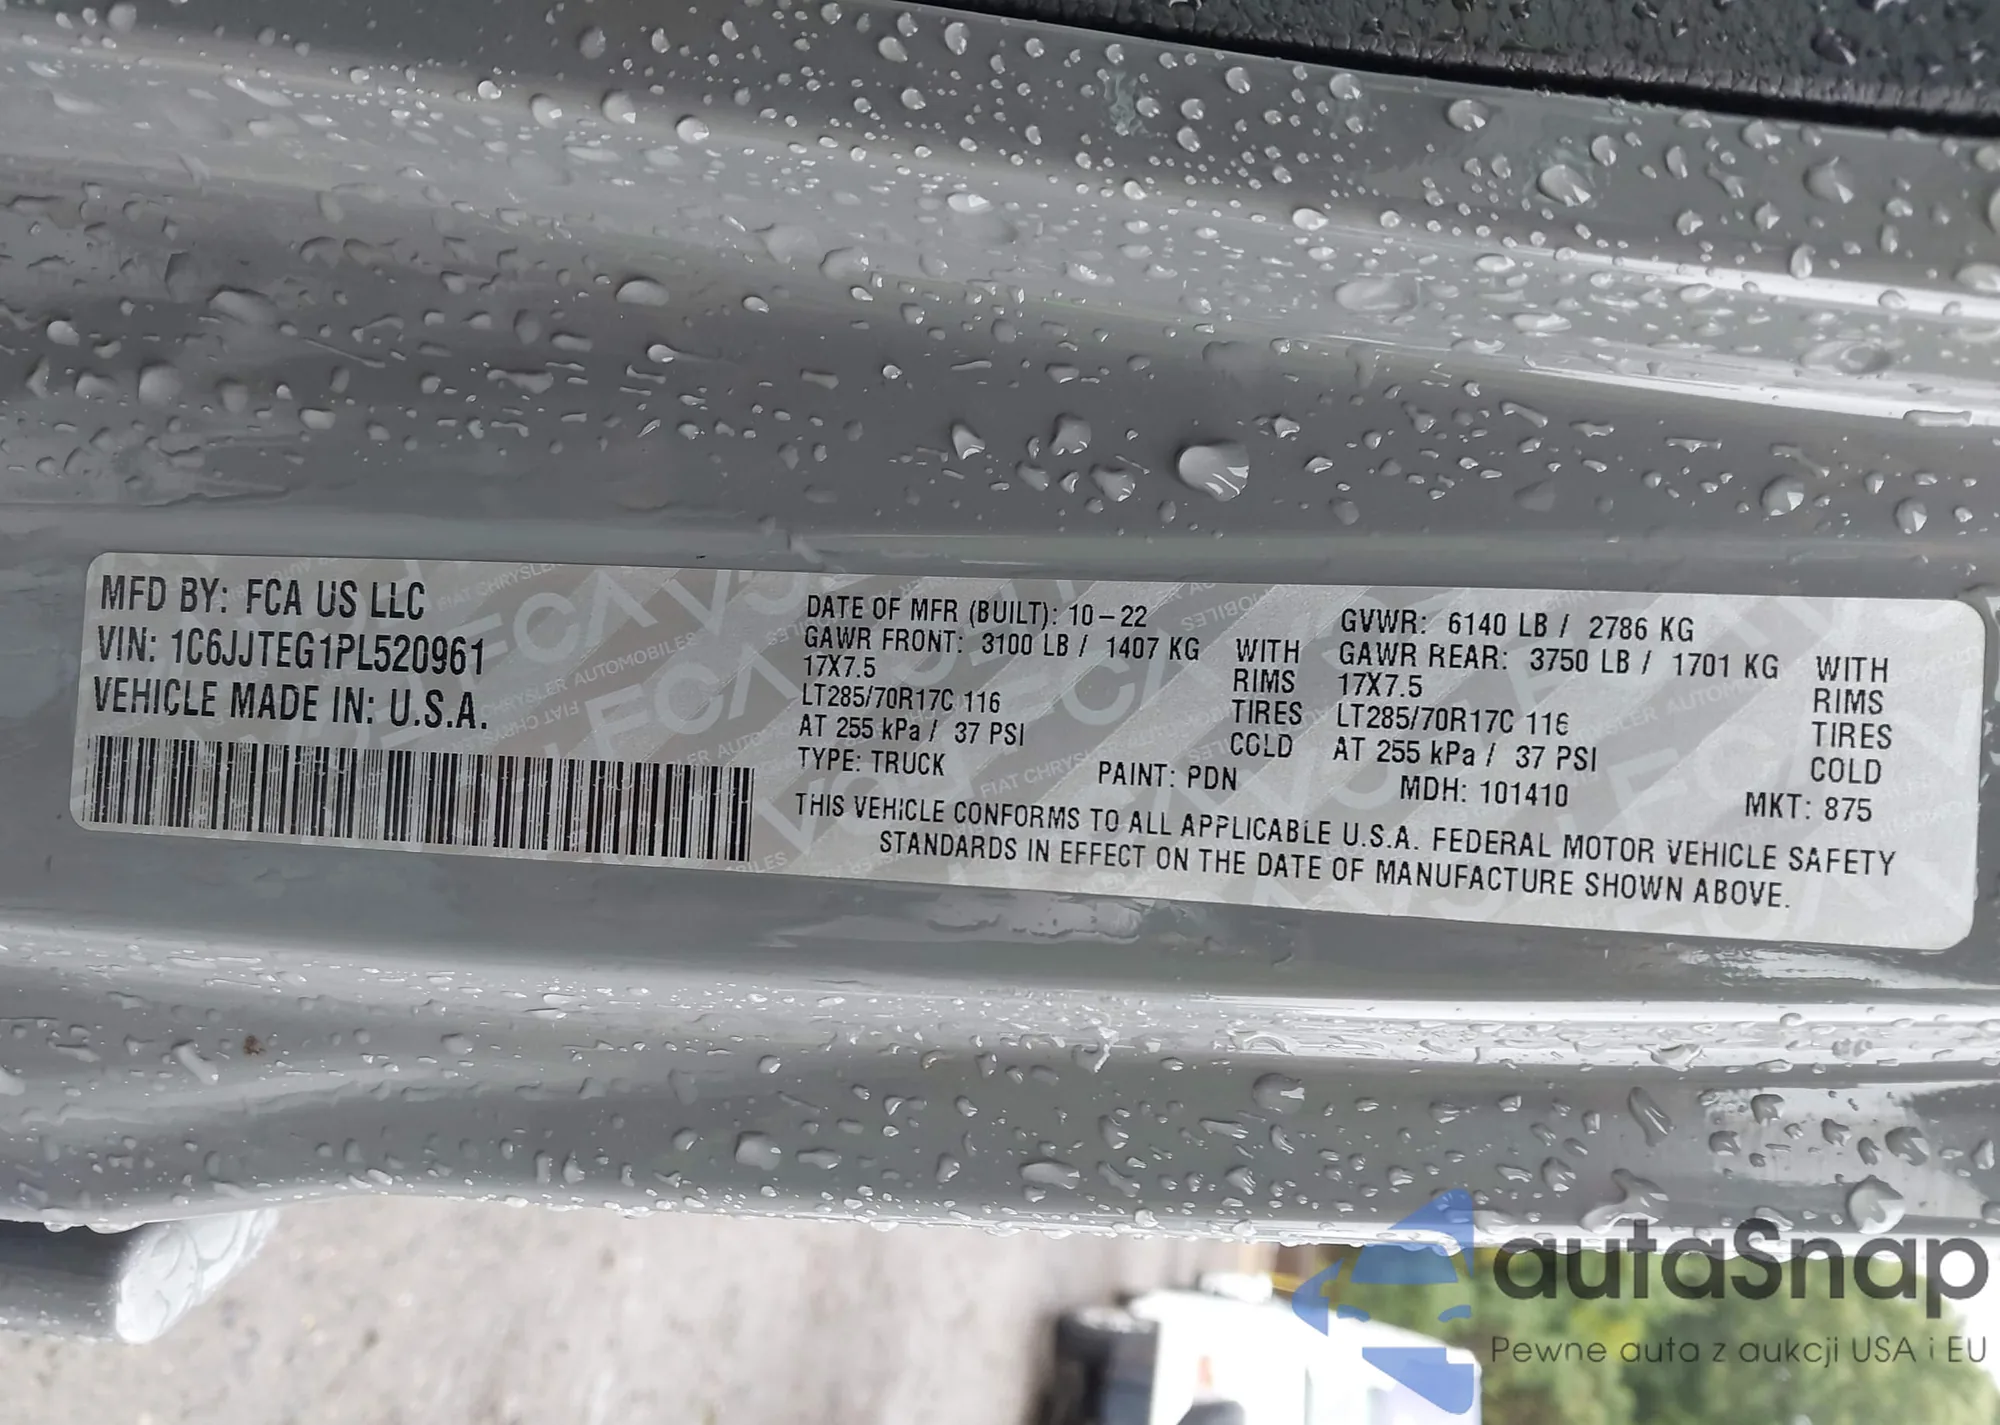 MFD BY: FCA US LLC
VIN: 1C6JJTEG1PL520961
VEHICLE MADE IN: U.S.A.
DATE OF MFR (BUILT): 10-22
GVWR: 6140 LB / 2786 KG
GAWR FRONT: 3100 LB / 1407 KG WITH
17X7.5 RIMS
LT285/70R17C 116 TIRES
AT 255 kPa / 37 PSI COLD
GAWR REAR: 3750 LB / 1701 KG WITH
17X7.5 RIMS
LT285/70R17C 116 TIRES
AT 255 kPa / 37 PSI COLD
TYPE: TRUCK PAINT: PDN MDH: 101410 MKT: 875
THIS VEHICLE CONFORMS TO ALL APPLICABLE U.S.A. FEDERAL MOTOR VEHICLE SAFETY
STANDARDS IN EFFECT ON THE DATE OF MANUFACTURE SHOWN ABOVE.
autaSnap
Pewne auta z aukcji USA i EU